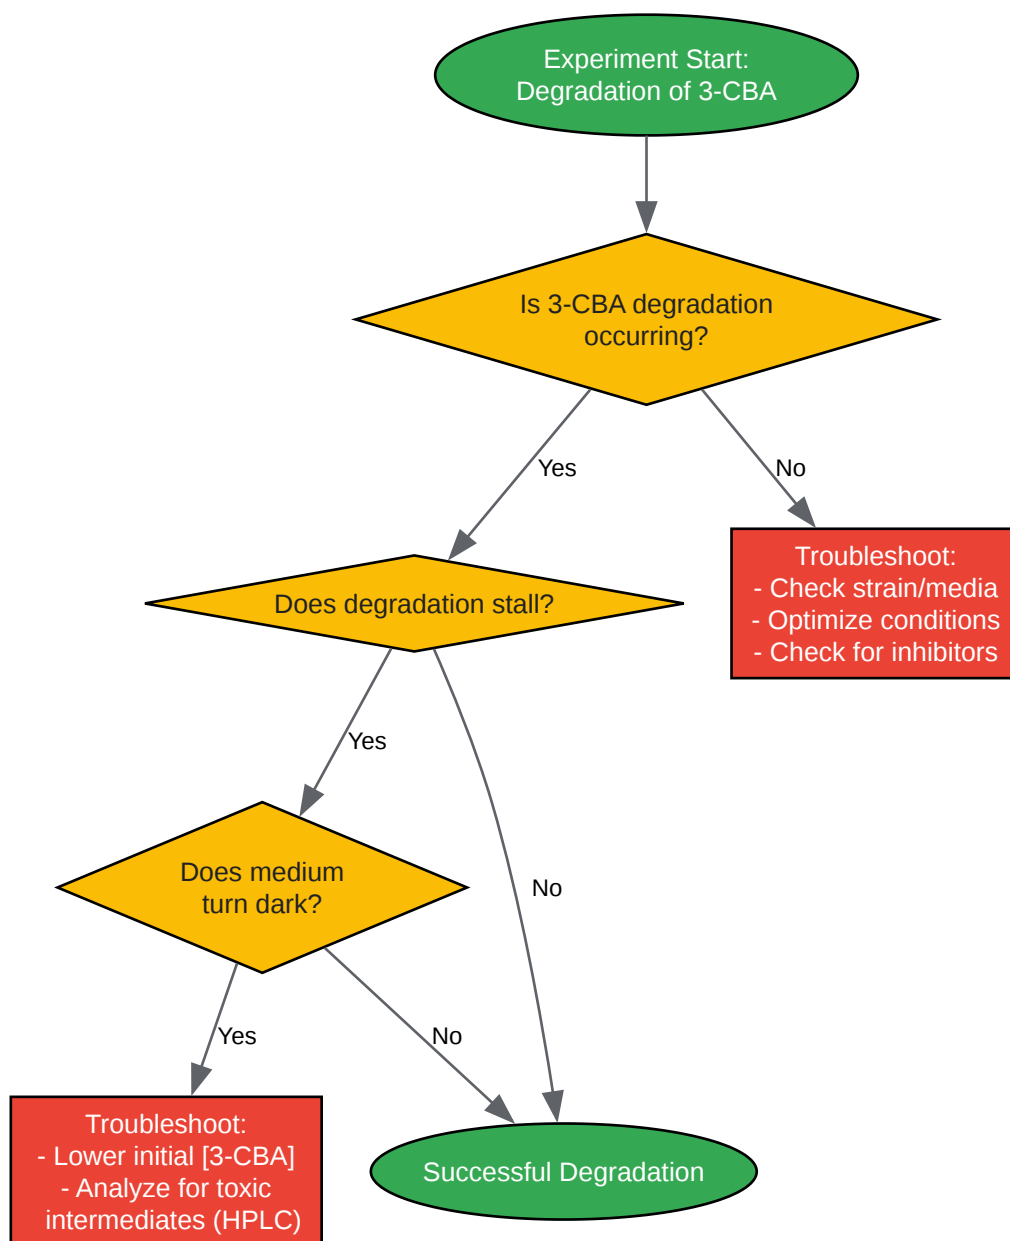 Experiment Start:
Degradation of 3-CBA
Is 3-CBA degradation
occurring?
Yes
No
Troubleshoot:
- Check strain/media
- Optimize conditions
- Check for inhibitors
Does degradation stall?
Yes
No
Does medium
turn dark?
Yes
No
Troubleshoot:
- Lower initial [3-CBA]
- Analyze for toxic
intermediates (HPLC)
Successful Degradation